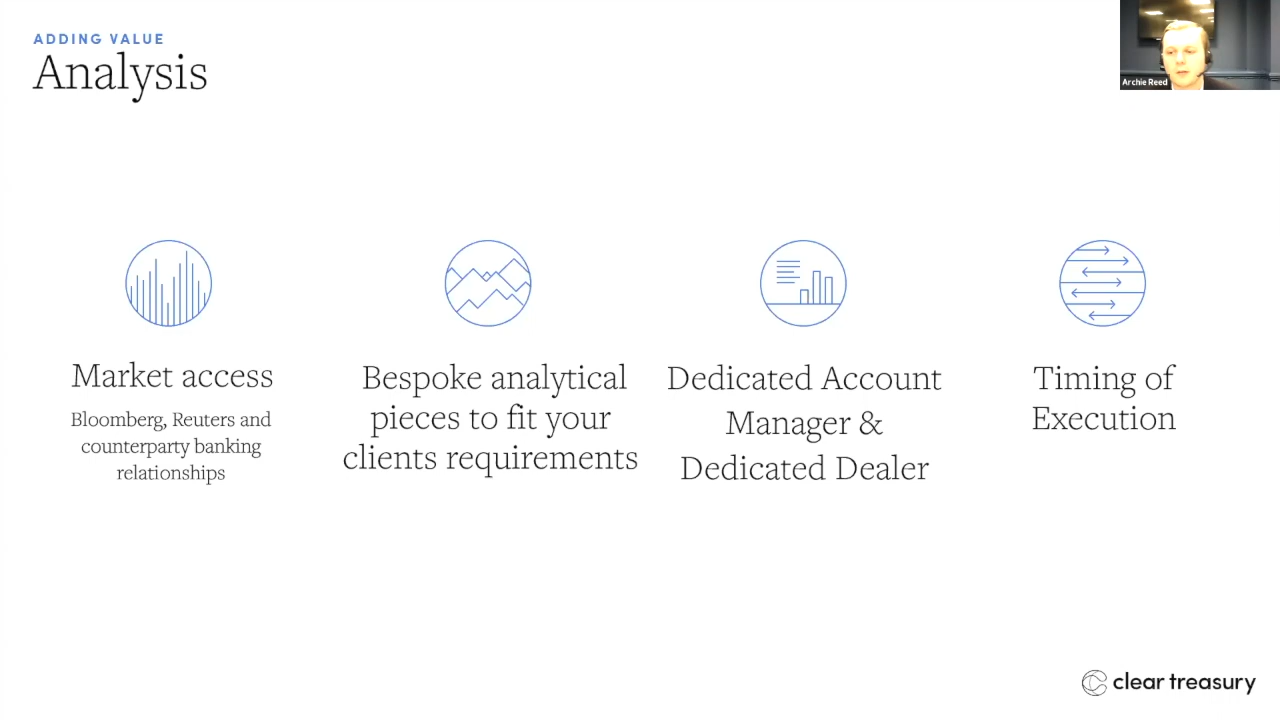 ADDING VALUE
Analysis
Archie Reed
Market access
Bloomberg, Reuters and
counterparty banking
relationships
Bespoke analytical
pieces to fit your
clients requirements
Dedicated Account
Manager &
Dedicated Dealer
Timing of
Execution
clear treasury